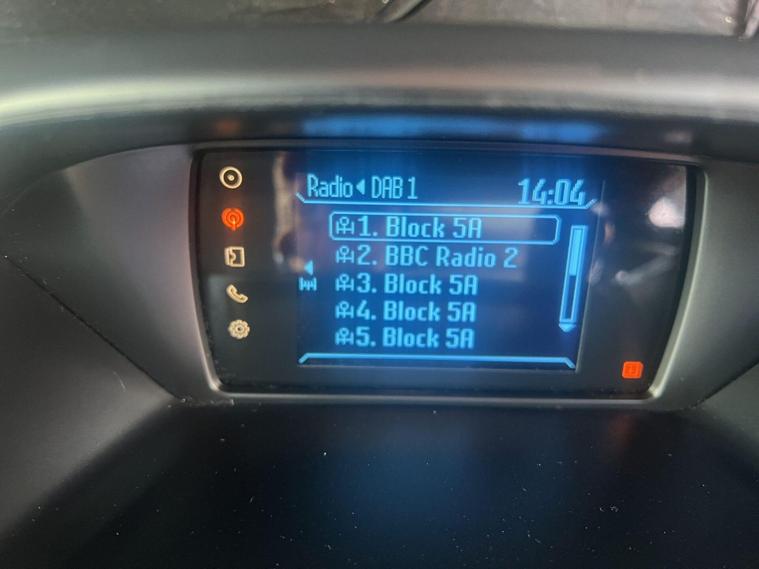 Radio DAB 1 14:04
1. Block 5A
2. BBC Radio 2
3. Block 5A
4. Block 5A
5. Block 5A